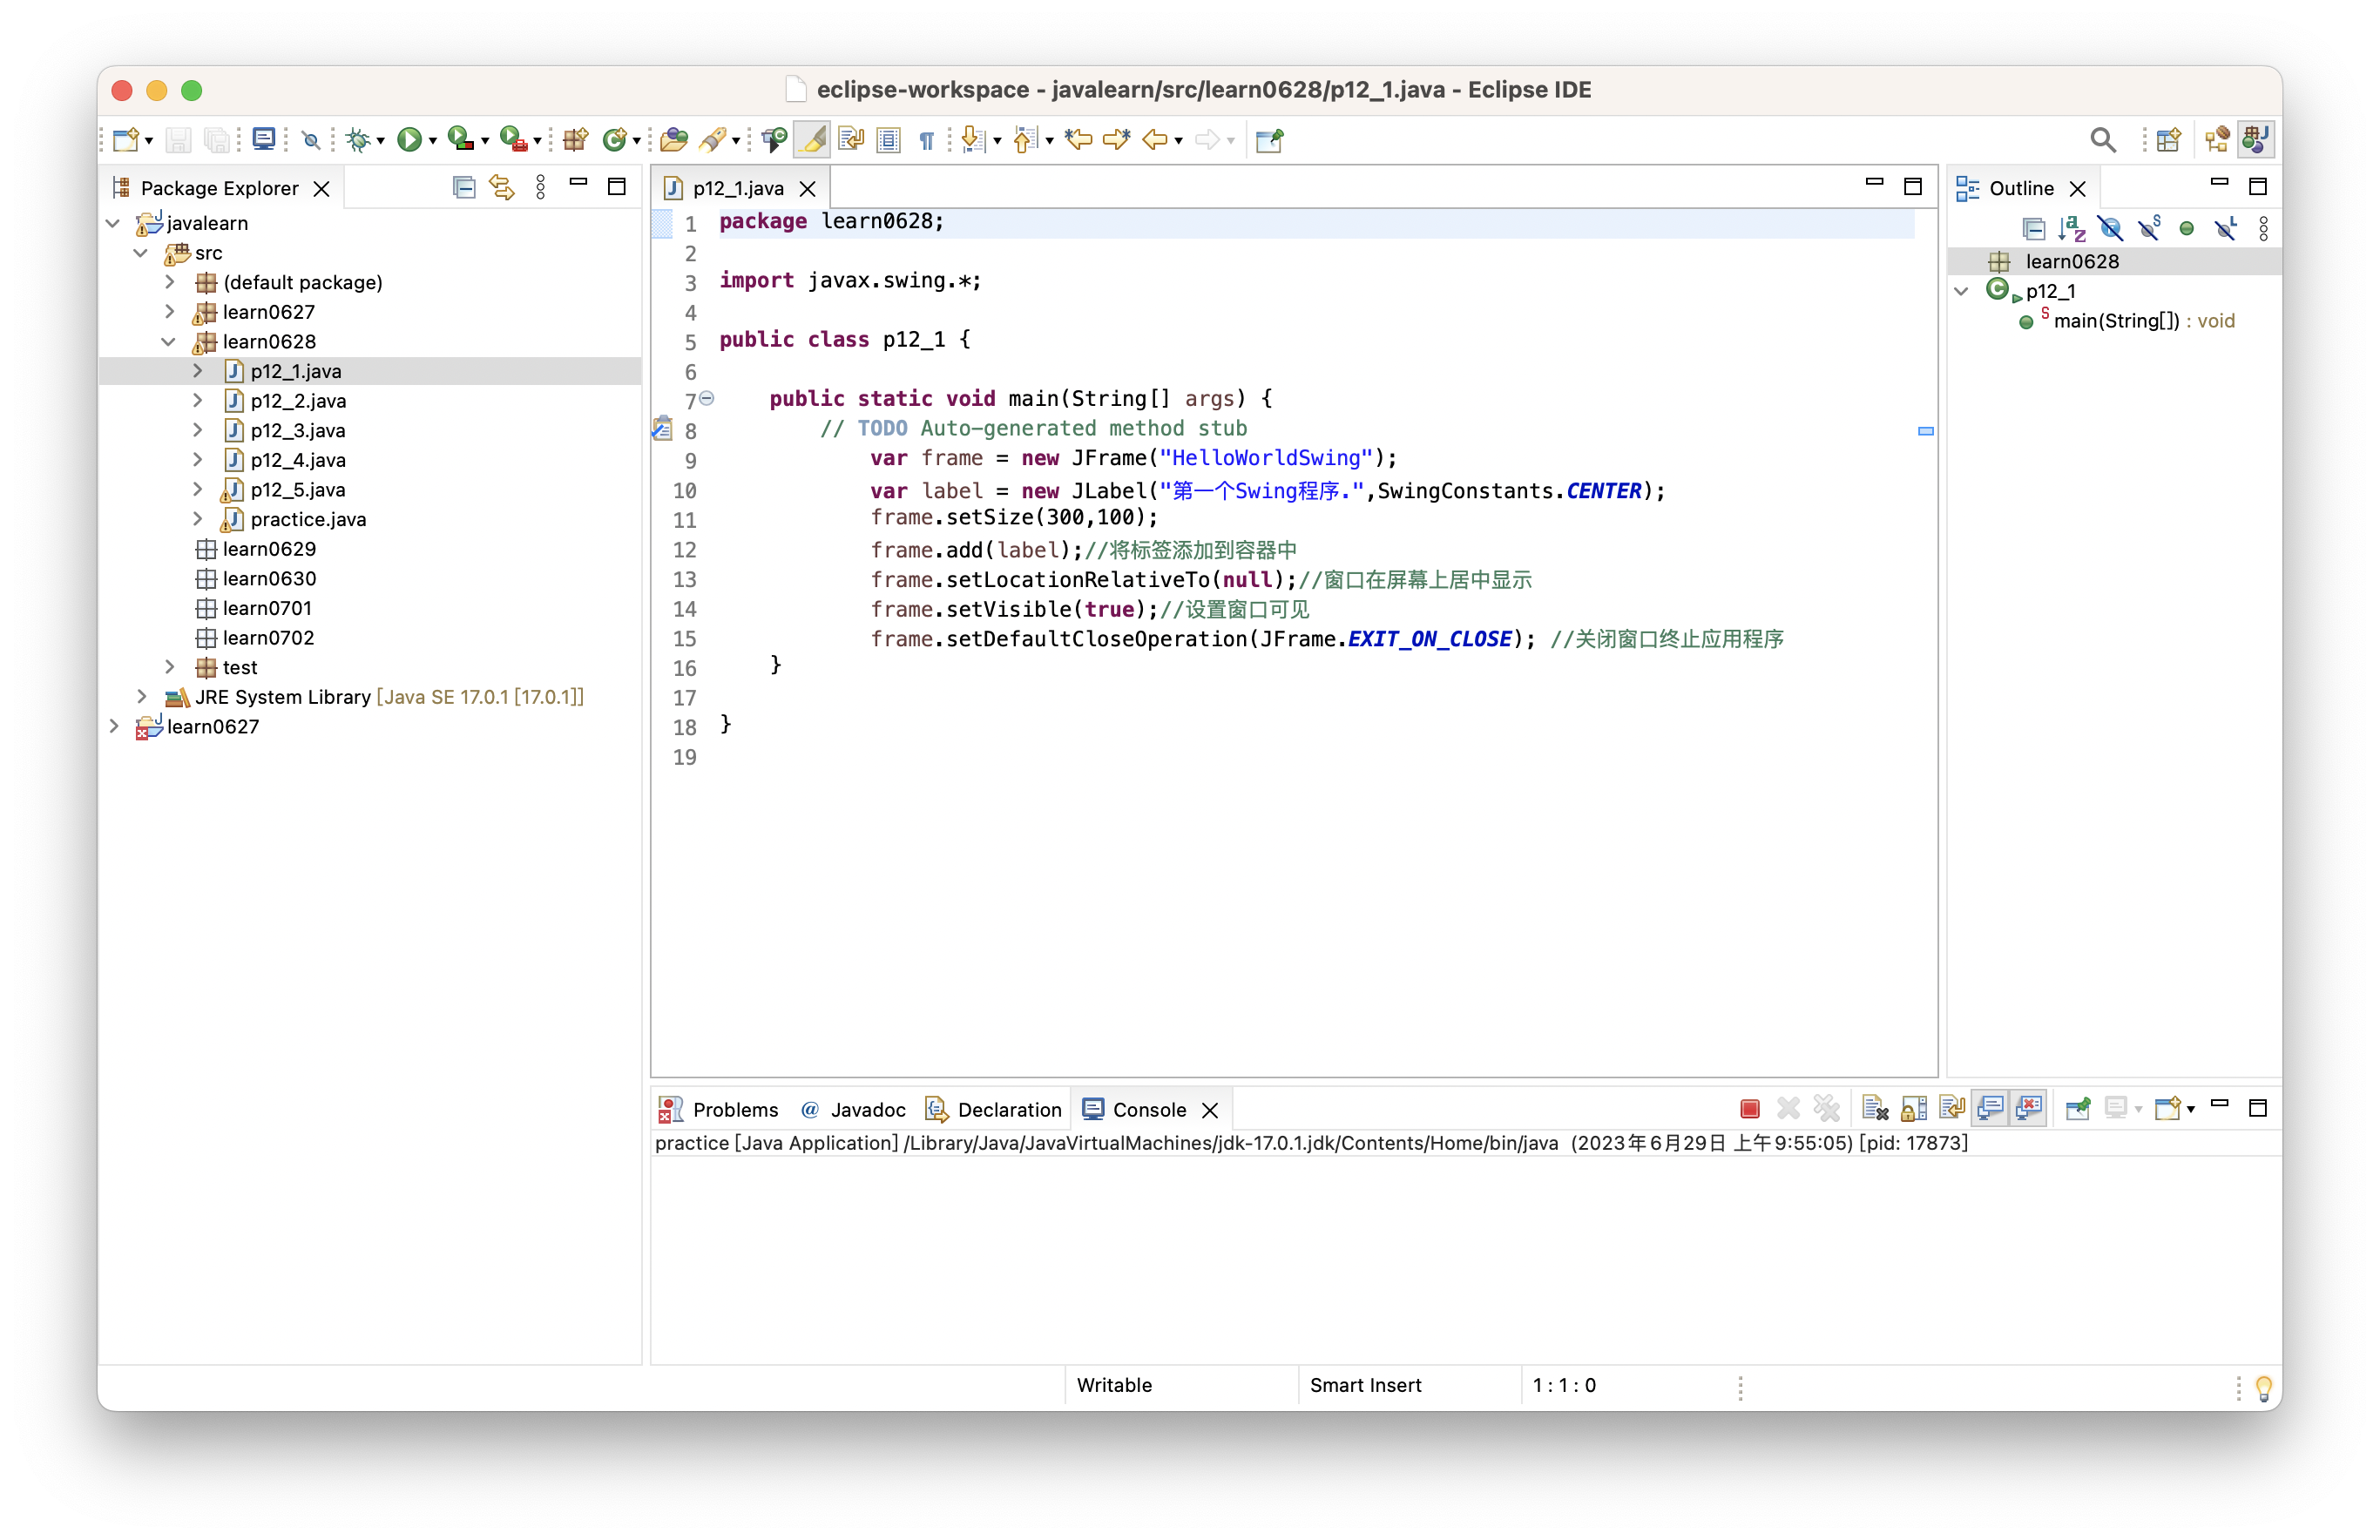 eclipse-workspace - javalearn/src/learn0628/p12_1.java - Eclipse IDE
Package Explorer
javalearn
src
(default package)
learn0627
learn0628
p12_1.java
p12_2.java
p12_3.java
p12_4.java
p12_5.java
practice.java
learn0629
learn0630
learn0701
learn0702
test
JRE System Library [Java SE 17.0.1 [17.0.1]]
learn0627
p12_1.java
1 package learn0628;
2
3 import javax.swing.*;
4
5 public class p12_1 {
6
7 public static void main(String[] args) {
8 // TODO Auto-generated method stub
9 var frame = new JFrame("HelloWorldSwing");
10 var label = new JLabel("第一个Swing程序.",SwingConstants.CENTER);
11 frame.setSize(300,100);
12 frame.add(label);//将标签添加到容器中
13 frame.setLocationRelativeTo(null);//窗口在屏幕上居中显示
14 frame.setVisible(true);//设置窗口可见
15 frame.setDefaultCloseOperation(JFrame.EXIT_ON_CLOSE); //关闭窗口终止应用程序
16 }
17
18 }
19
Outline
learn0628
p12_1
main(String[]) : void
Problems @ Javadoc Declaration Console
practice [Java Application] /Library/Java/JavaVirtualMachines/jdk-17.0.1.jdk/Contents/Home/bin/java (2023年6月29日 上午9:55:05) [pid: 17873]
Writable Smart Insert 1 : 1 : 0